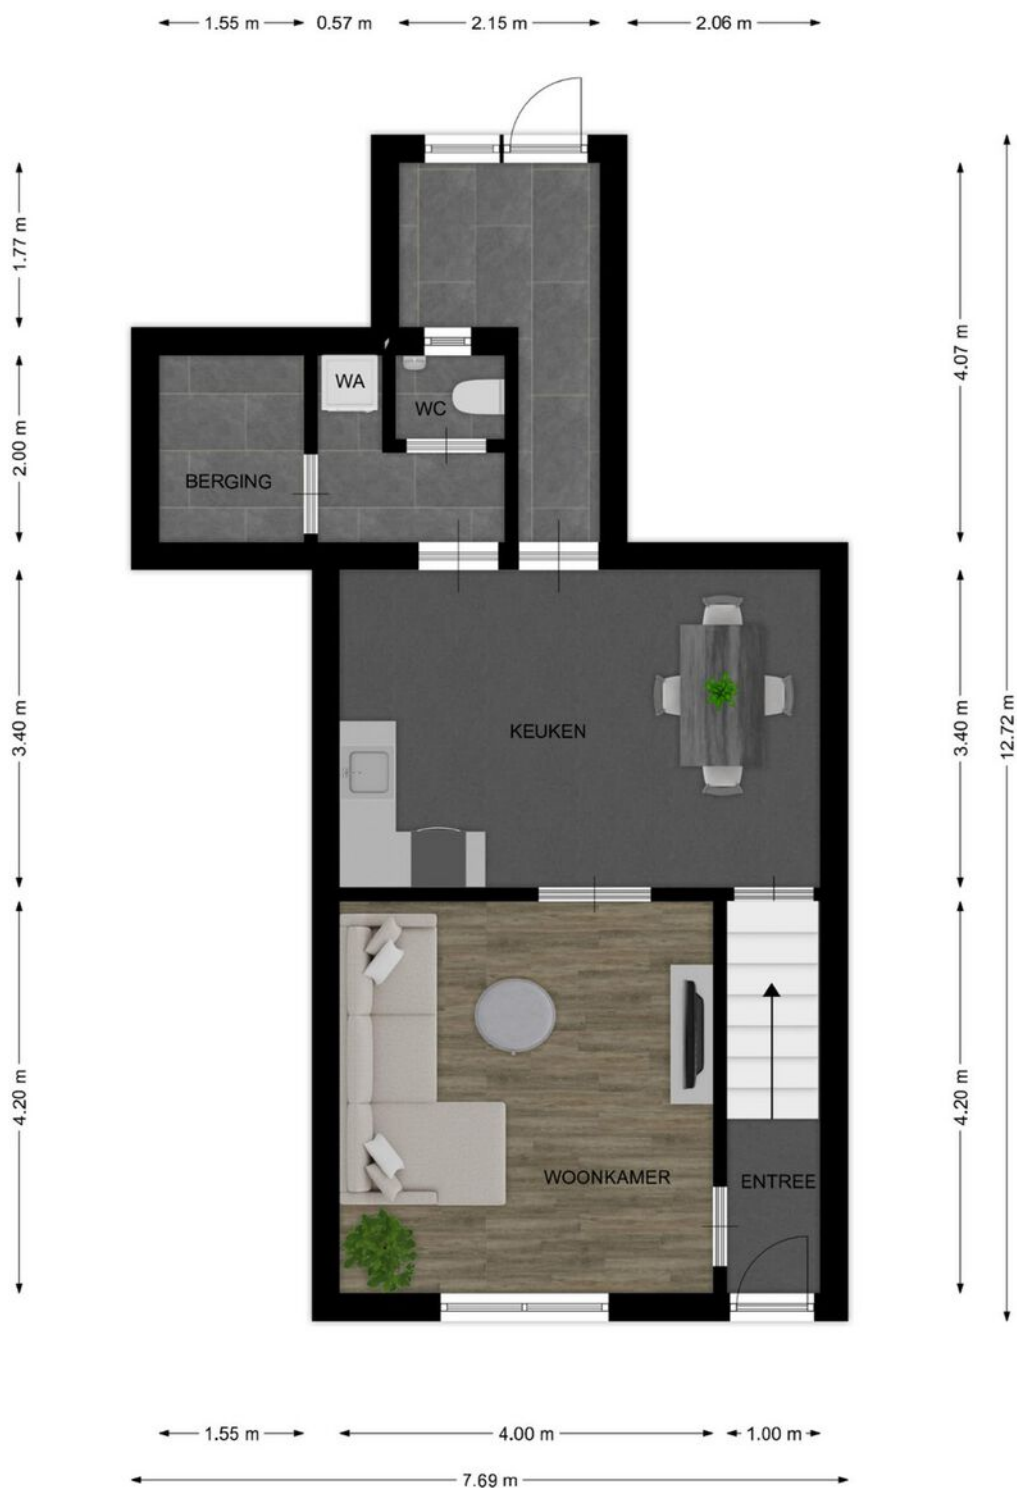 1.55 m 0.57 m 2.15 m 2.06 m
1.77 m
4.07 m
2.00 m
WA
WC
BERGING
3.40 m
KEUKEN
3.40 m
12.72 m
4.20 m
4.20 m
WOONKAMER
ENTREE
1.55 m 4.00 m 1.00 m
7.69 m